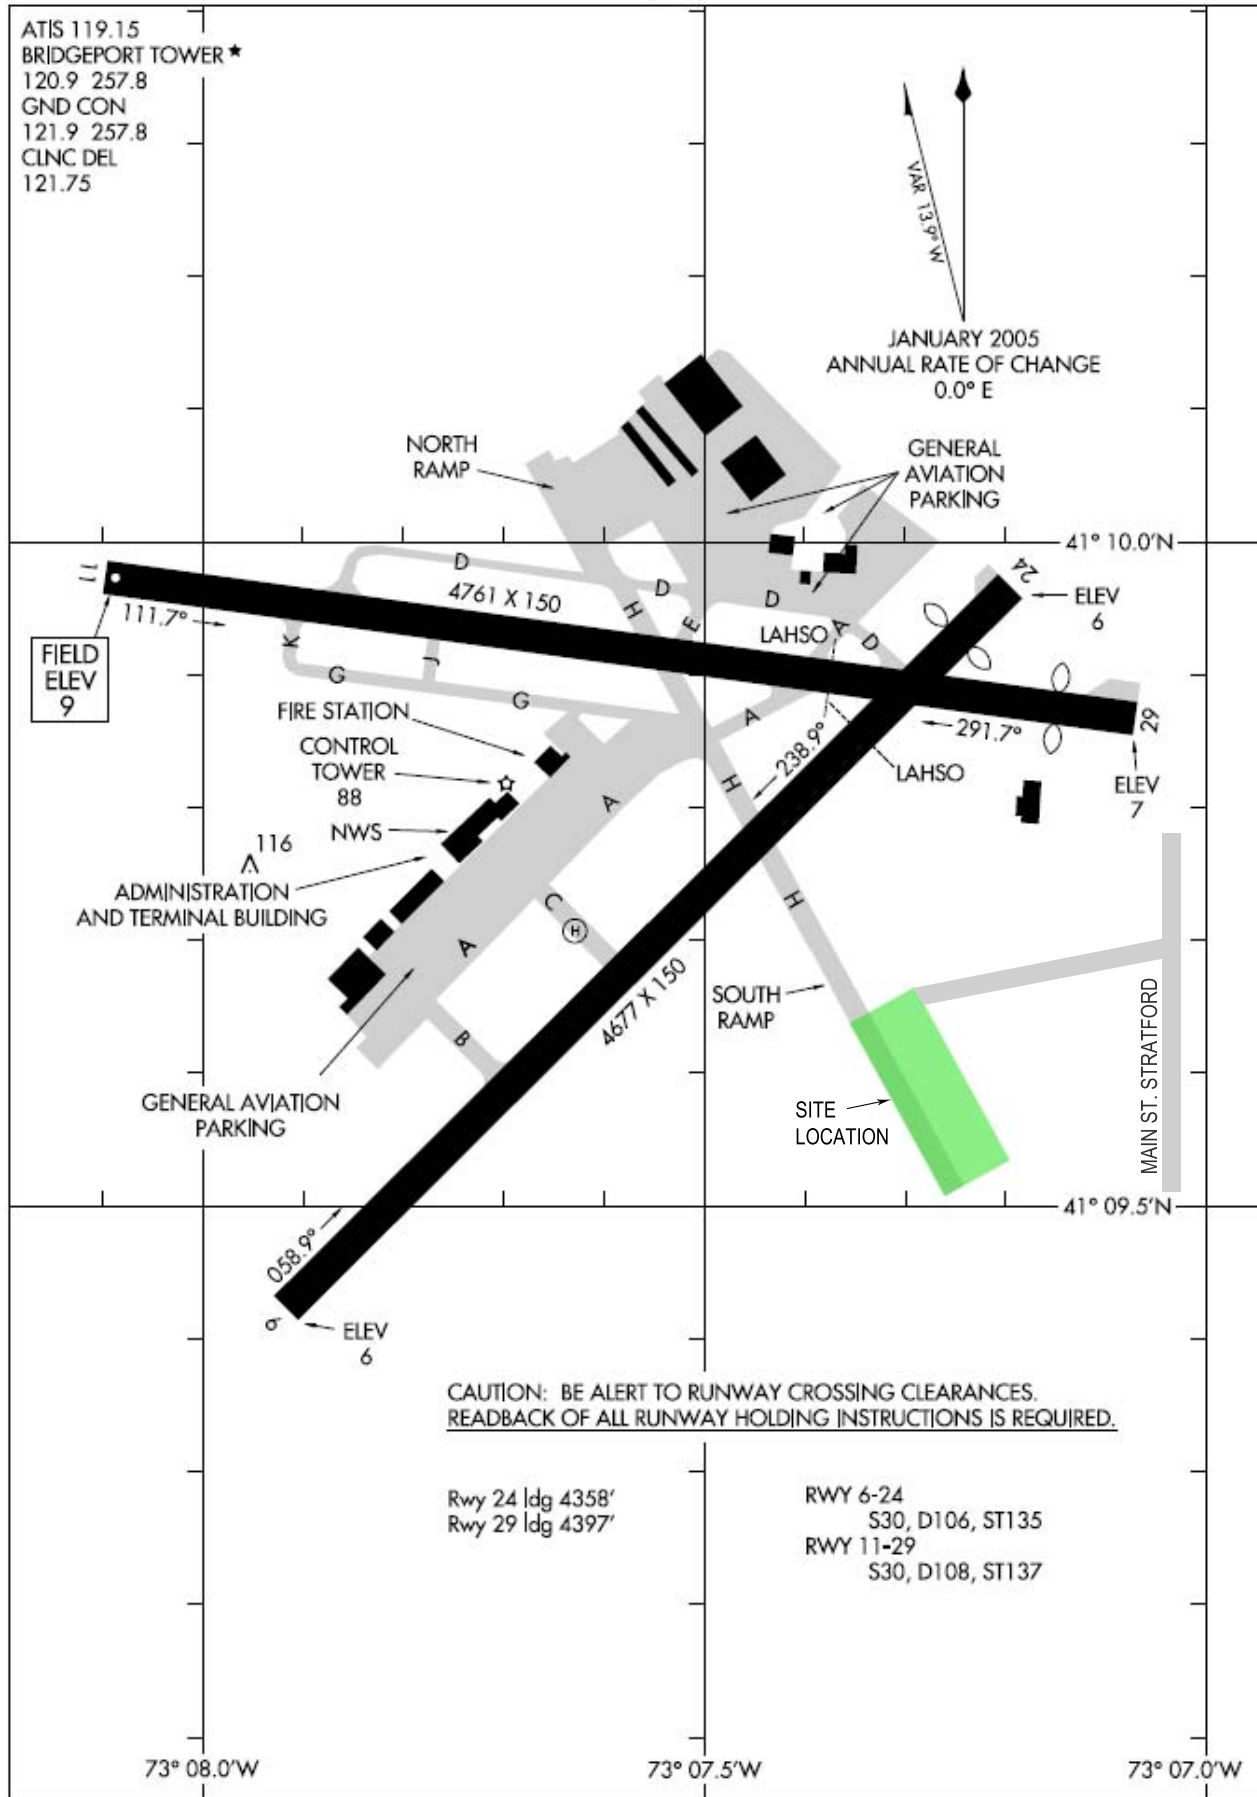 ATIS 119.15
BRIDGEPORT TOWER ★
120.9 257.8
GND CON
121.9 257.8
CLNC DEL
121.75
VAR 13.9° W
JANUARY 2005
ANNUAL RATE OF CHANGE
0.0° E
NORTH
RAMP
GENERAL
AVIATION
PARKING
41° 10.0'N
11
D
4761 X 150
111.7°
H
D
E
D
A
D
24
ELEV
6
LAHSO
FIELD
ELEV
9
K
J
G
G
FIRE STATION
CONTROL
TOWER
88
NWS
116
ADMINISTRATION
AND TERMINAL BUILDING
A
A
A
238.9°
291.7°
29
LAHSO
ELEV
7
H
H
C
H
B
4677 X 150
SOUTH
RAMP
MAIN ST. STRATFORD
GENERAL AVIATION
PARKING
SITE
LOCATION
41° 09.5'N
058.9°
6
ELEV
6
CAUTION: BE ALERT TO RUNWAY CROSSING CLEARANCES.
READBACK OF ALL RUNWAY HOLDING INSTRUCTIONS IS REQUIRED.
Rwy 24 ldg 4358'
Rwy 29 ldg 4397'
RWY 6-24
S30, D106, ST135
RWY 11-29
S30, D108, ST137
73° 08.0'W
73° 07.5'W
73° 07.0'W